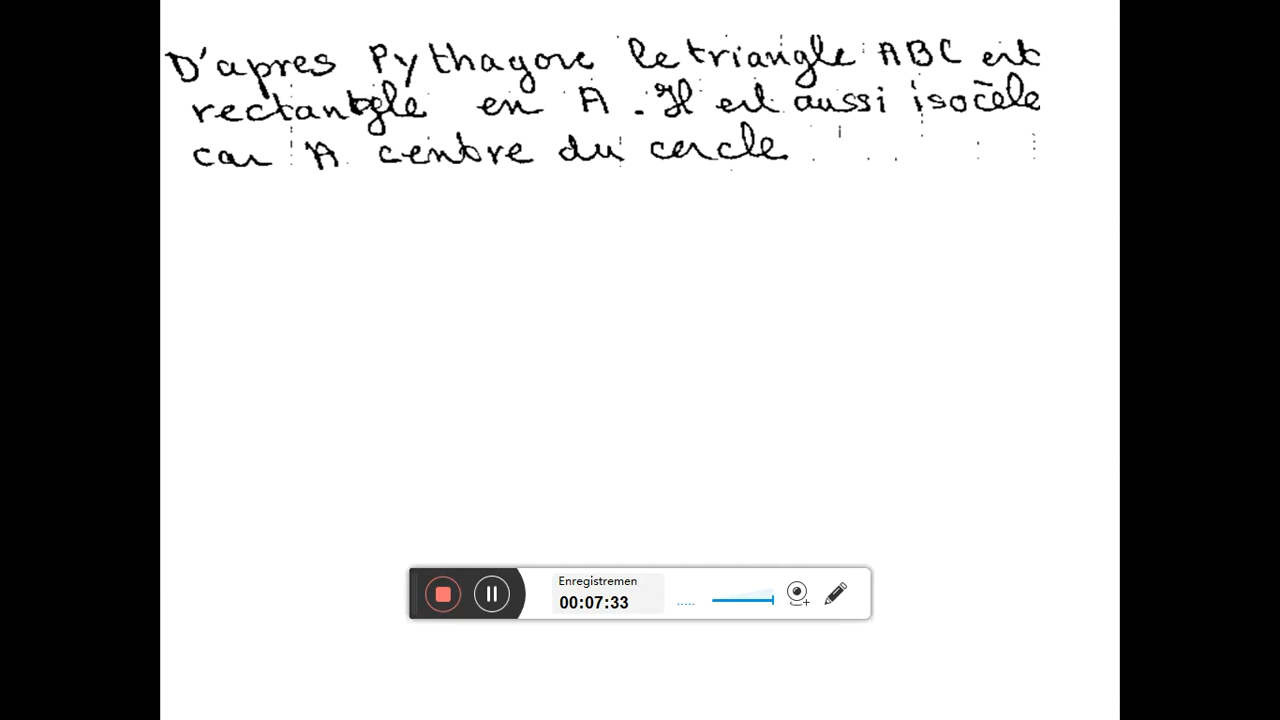 D'apres Pythagore le triangle ABC est
rectangle en A. Il est aussi isocèle
car A centre du cercle
Enregistremen
00:07:33